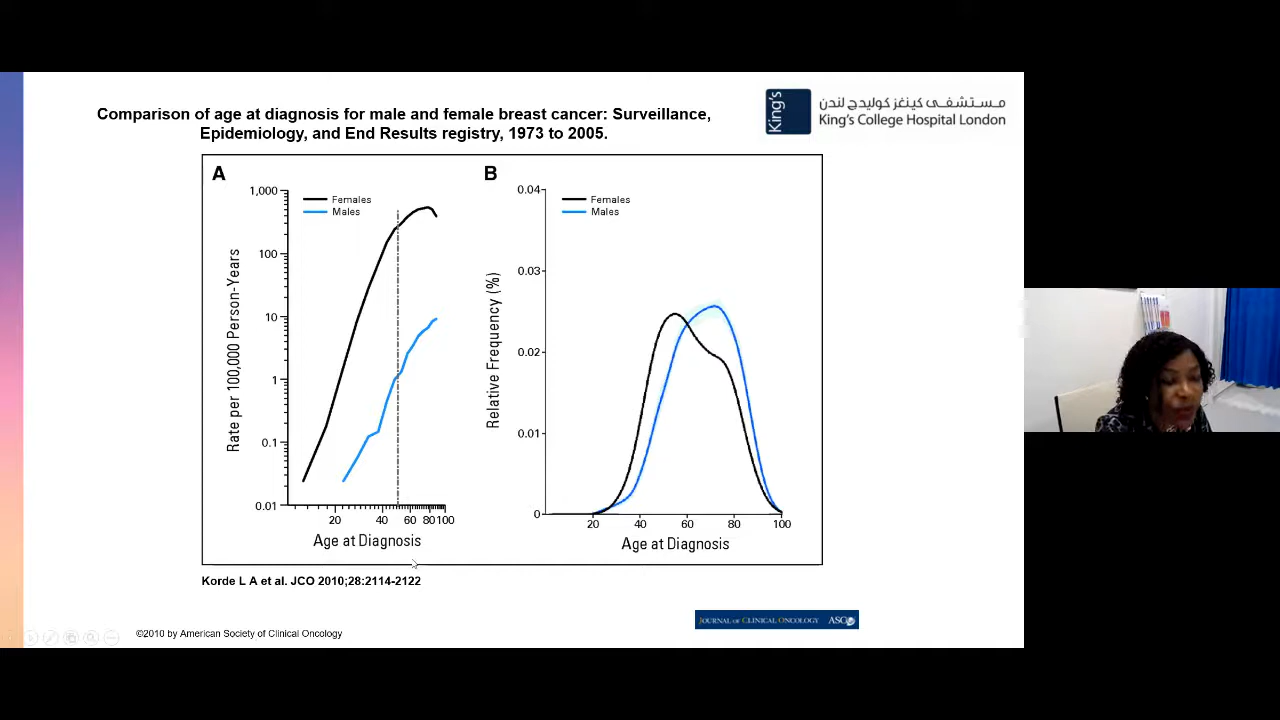 Comparison of age at diagnosis for male and female breast cancer: Surveillance,
Epidemiology, and End Results registry, 1973 to 2005.
King's
مستشفى كينغز كوليدج لندن
King's College Hospital London
A
Females
Males
1,000
100
10
1
0.1
0.01
Rate per 100,000 Person-Years
20 40 60 80 100
Age at Diagnosis
B
Females
Males
0.04
0.03
0.02
0.01
0
Relative Frequency (%)
20 40 60 80 100
Age at Diagnosis
Korde L A et al. JCO 2010;28:2114-2122
JOURNAL OF CLINICAL ONCOLOGY ASCO
©2010 by American Society of Clinical Oncology